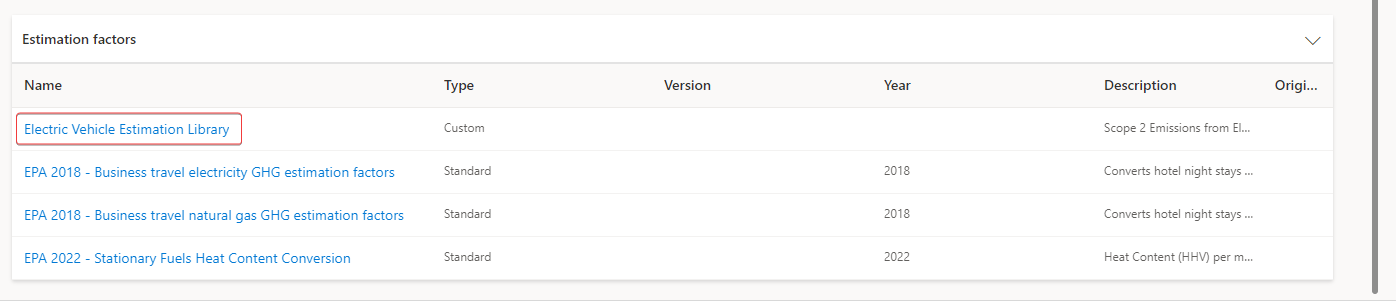 Estimation factors
Name Type Version Year Description Origi...
Electric Vehicle Estimation Library Custom Scope 2 Emissions from El...
EPA 2018 - Business travel electricity GHG estimation factors Standard 2018 Converts hotel night stays ...
EPA 2018 - Business travel natural gas GHG estimation factors Standard 2018 Converts hotel night stays ...
EPA 2022 - Stationary Fuels Heat Content Conversion Standard 2022 Heat Content (HHV) per m...